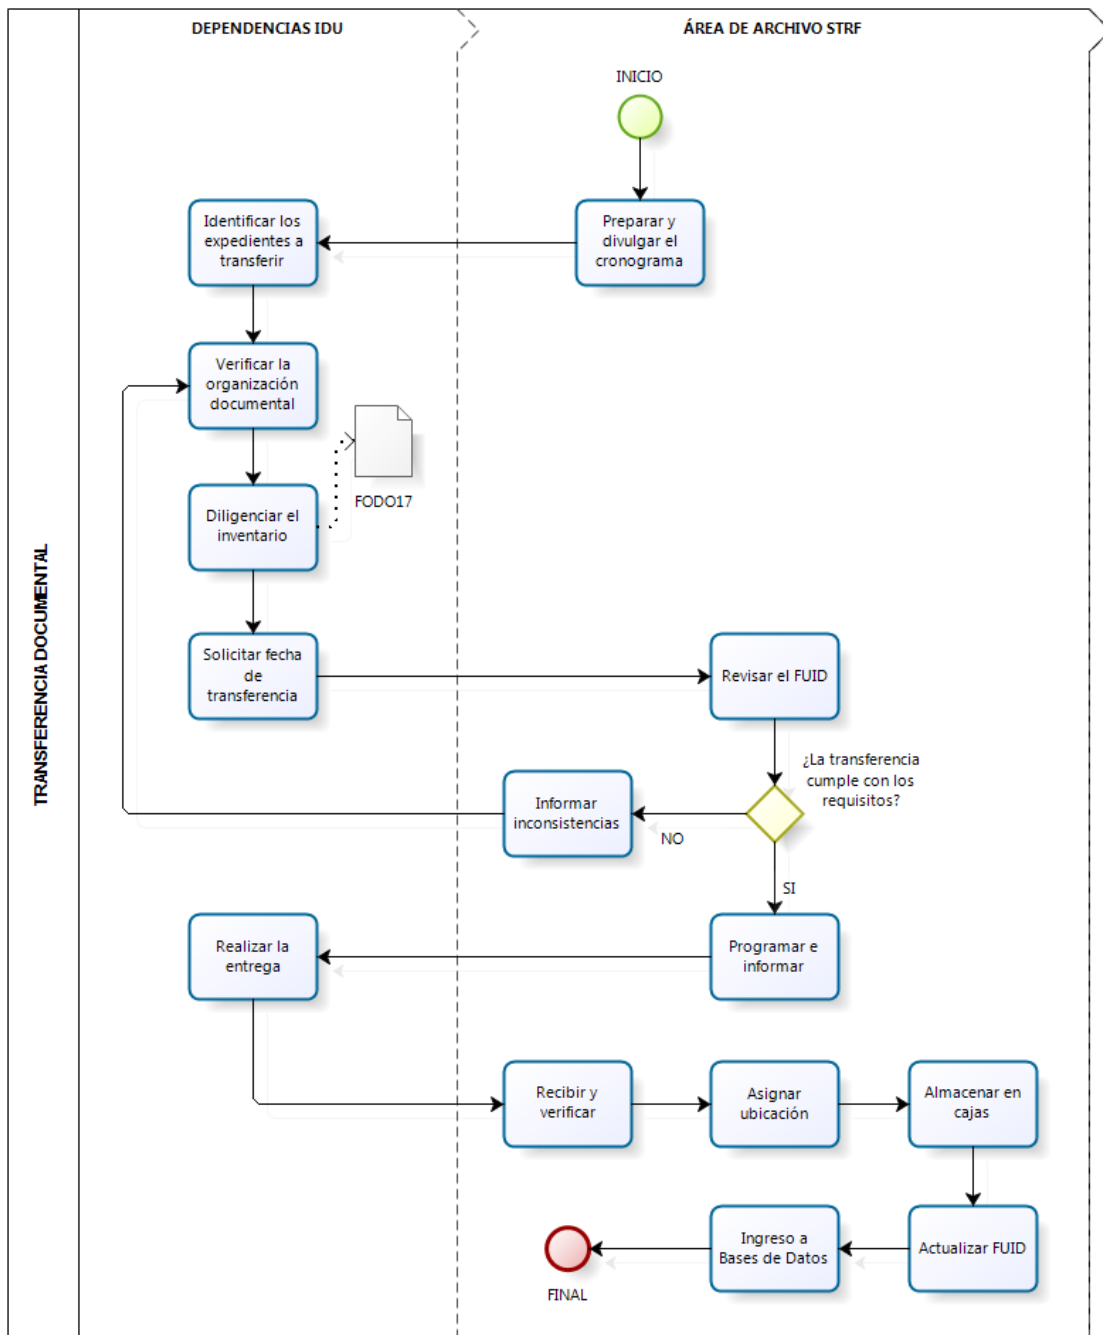 DEPENDENCIAS IDU
ÁREA DE ARCHIVO STRF
TRANSFERENCIA DOCUMENTAL
INICIO
Preparar y
divulgar el
cronograma
Identificar los
expedientes a
transferir
Verificar la
organización
documental
FODO17
Diligenciar el
inventario
Solicitar fecha
de
transferencia
Revisar el FUID
¿La transferencia
cumple con los
requisitos?
NO
Informar
inconsistencias
SI
Programar e
informar
Realizar la
entrega
Recibir y
verificar
Asignar
ubicación
Almacenar en
cajas
Actualizar FUID
Ingreso a
Bases de Datos
FINAL